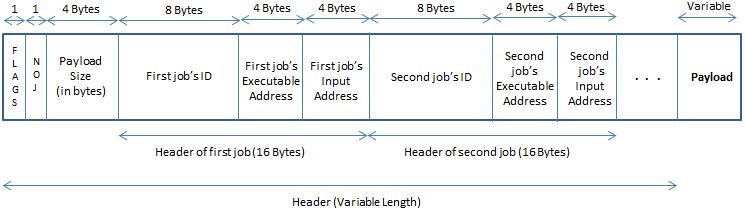 1 1 4 Bytes 8 Bytes 4 Bytes 4 Bytes 8 Bytes 4 Bytes 4 Bytes Variable
FLAGS
NOJ
Payload
Size
(in bytes)
First job's ID
First job's
Executable
Address
First job's
Input
Address
Second job's ID
Second
job's
Executable
Address
Second
job's
Input
Address
. . .
Payload
Header of first job (16 Bytes)
Header of second job (16 Bytes)
Header (Variable Length)